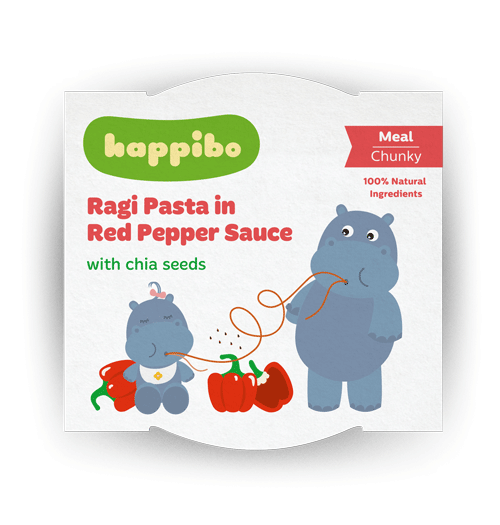 happibo
Meal
Chunky
100% Natural
Ingredients
Ragi Pasta in
Red Pepper Sauce
with chia seeds